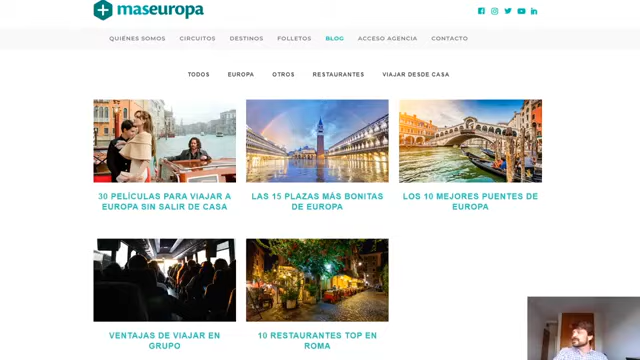 maseuropa
QUIÉNES SOMOS CIRCUITOS DESTINOS FOLLETOS BLOG ACCESO AGENCIA CONTACTO
TODOS EUROPA OTROS RESTAURANTES VIAJAR DESDE CASA
30 PELÍCULAS PARA VIAJAR A
EUROPA SIN SALIR DE CASA
LAS 15 PLAZAS MÁS BONITAS
DE EUROPA
LOS 10 MEJORES PUENTES DE
EUROPA
VENTAJAS DE VIAJAR EN
GRUPO
10 RESTAURANTES TOP EN
ROMA